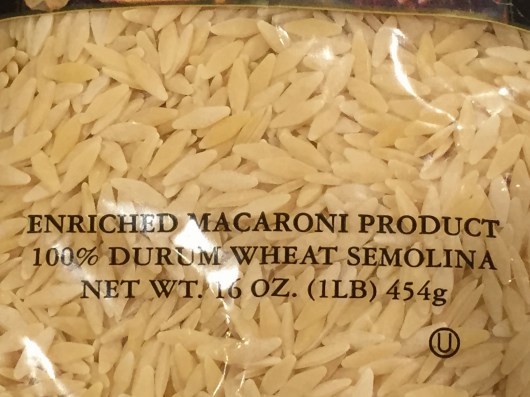 ENRICHED MACARONI PRODUCT
100% DURUM WHEAT SEMOLINA
NET WT. 16 OZ. (1LB) 454g
U